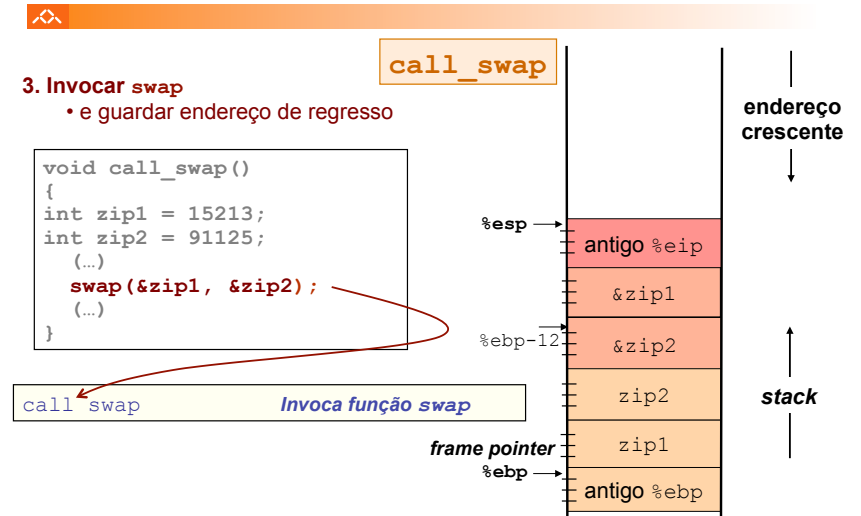 call_swap
3. Invocar swap
• e guardar endereço de regresso
void call_swap()
{
int zip1 = 15213;
int zip2 = 91125;
(…)
swap(&zip1, &zip2);
(…)
}
call swap Invoca função swap
endereço
crescente
%esp
antigo %eip
&zip1
%ebp-12
&zip2
zip2
stack
frame pointer
zip1
%ebp
antigo %ebp